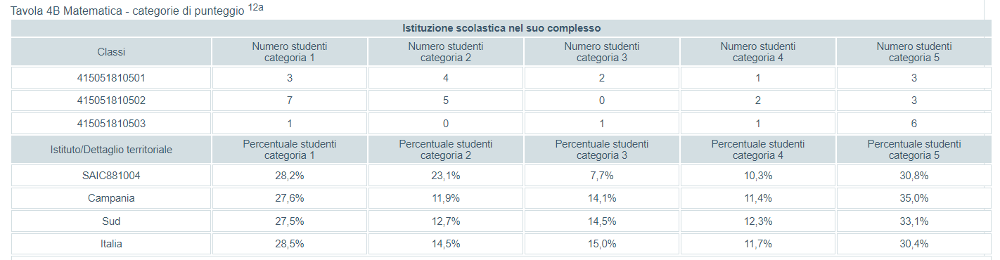 Tavola 4B Matematica - categorie di punteggio 12a
Istituzione scolastica nel suo complesso
Classi Numero studenti categoria 1 Numero studenti categoria 2 Numero studenti categoria 3 Numero studenti categoria 4 Numero studenti categoria 5
415051810501 3 4 2 1 3
415051810502 7 5 0 2 3
415051810503 1 0 1 1 6
Istituto/Dettaglio territoriale Percentuale studenti categoria 1 Percentuale studenti categoria 2 Percentuale studenti categoria 3 Percentuale studenti categoria 4 Percentuale studenti categoria 5
SAIC881004 28,2% 23,1% 7,7% 10,3% 30,8%
Campania 27,6% 11,9% 14,1% 11,4% 35,0%
Sud 27,5% 12,7% 14,5% 12,3% 33,1%
Italia 28,5% 14,5% 15,0% 11,7% 30,4%